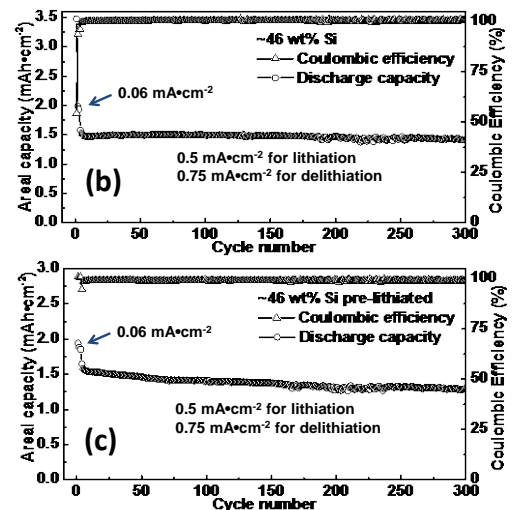 3.5
3.0
2.5
2.0
1.5
1.0
0.5
0.0
Areal capacity (mAh•cm⁻²)
~46 wt% Si
Coulombic efficiency
Discharge capacity
0.06 mA•cm⁻²
0.5 mA•cm⁻² for lithiation
0.75 mA•cm⁻² for delithiation
(b)
100
75
50
25
0
Coulombic Efficiency (%)
0 50 100 150 200 250 300
Cycle number
3.0
2.5
2.0
1.5
1.0
0.5
0.0
Areal capacity (mAh•cm⁻²)
~46 wt% Si pre-lithiated
Coulombic efficiency
Discharge capacity
0.06 mA•cm⁻²
0.5 mA•cm⁻² for lithiation
0.75 mA•cm⁻² for delithiation
(c)
100
75
50
25
0
Coulombic Efficiency (%)
0 50 100 150 200 250 300
Cycle number